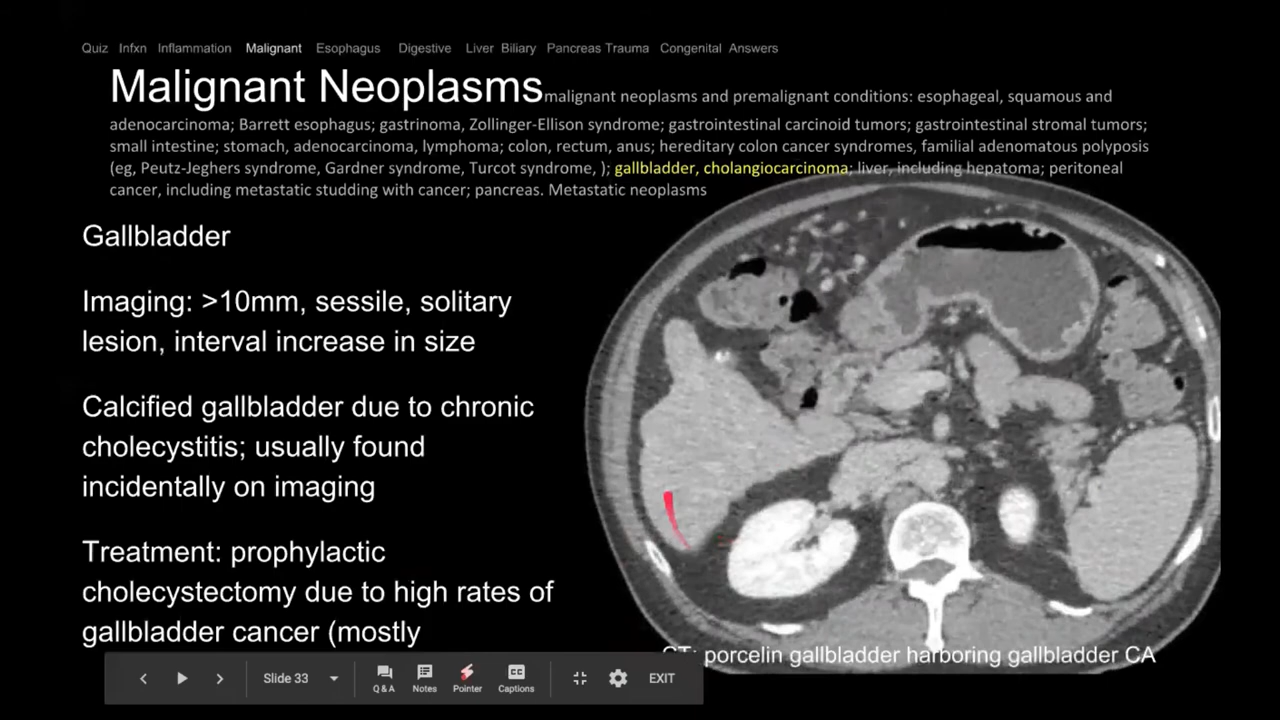 Quiz Infxn Inflammation Malignant Esophagus Digestive Liver Biliary Pancreas Trauma Congenital Answers
Malignant Neoplasms malignant neoplasms and premalignant conditions: esophageal, squamous and
adenocarcinoma; Barrett esophagus; gastrinoma, Zollinger-Ellison syndrome; gastrointestinal carcinoid tumors; gastrointestinal stromal tumors;
small intestine; stomach, adenocarcinoma, lymphoma; colon, rectum, anus; hereditary colon cancer syndromes, familial adenomatous polyposis
(eg, Peutz-Jeghers syndrome, Gardner syndrome, Turcot syndrome, ); gallbladder, cholangiocarcinoma; liver, including hepatoma; peritoneal
cancer, including metastatic studding with cancer; pancreas. Metastatic neoplasms
Gallbladder
Imaging: >10mm, sessile, solitary
lesion, interval increase in size
Calcified gallbladder due to chronic
cholecystitis; usually found
incidentally on imaging
Treatment: prophylactic
cholecystectomy due to high rates of
gallbladder cancer (mostly
CT: porcelin gallbladder harboring gallbladder CA
Slide 33
Q & A
Notes
Pointer
CC
Captions
EXIT